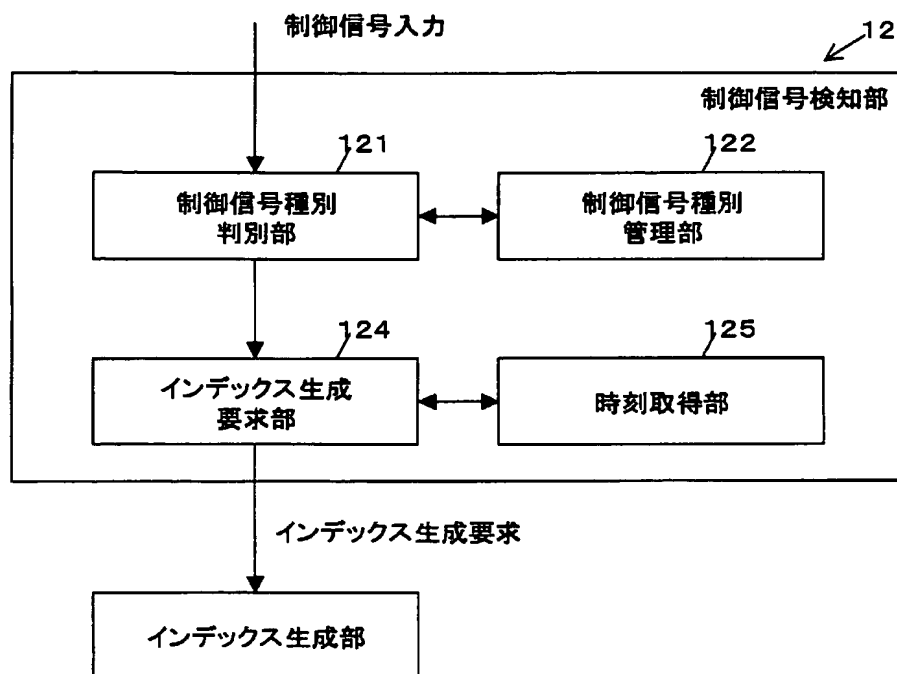 制御信号入力
12
制御信号検知部
121
122
制御信号種別
判別部
制御信号種別
管理部
124
125
インデックス生成
要求部
時刻取得部
インデックス生成要求
インデックス生成部